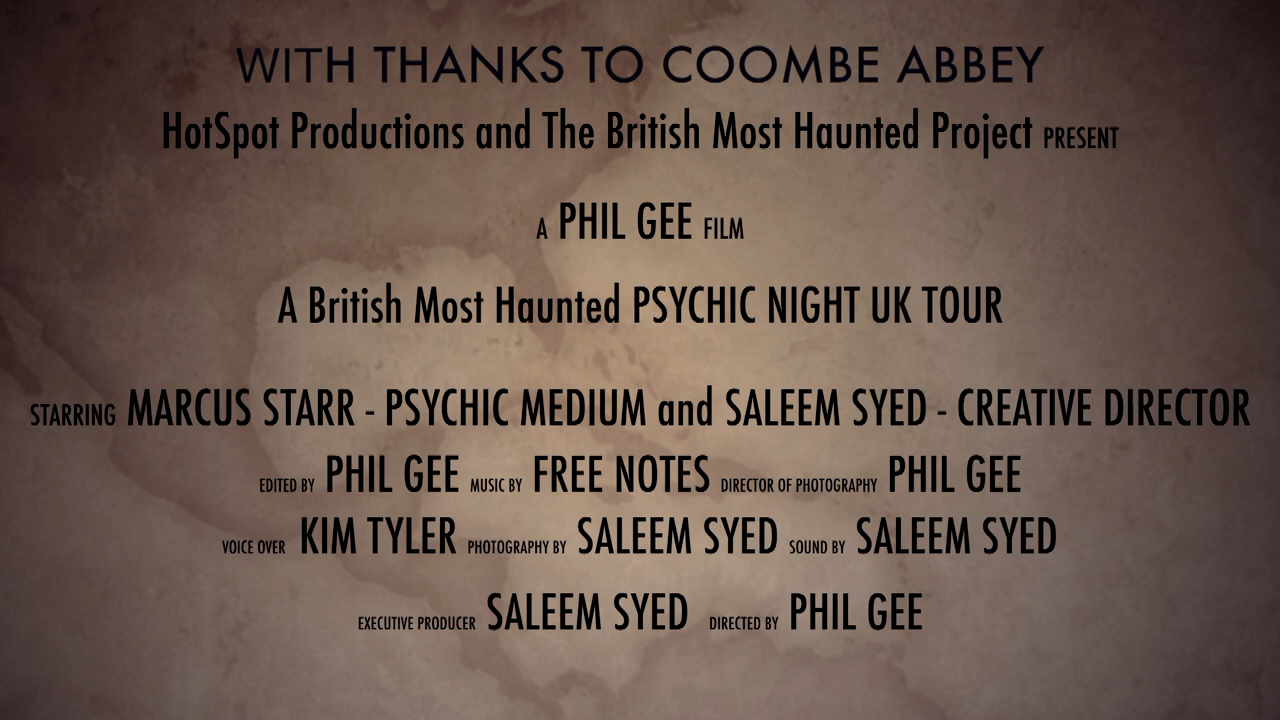 WITH THANKS TO COOMBE ABBEY
HotSpot Productions and The British Most Haunted Project PRESENT
A PHIL GEE FILM
A British Most Haunted PSYCHIC NIGHT UK TOUR
STARRING MARCUS STARR - PSYCHIC MEDIUM and SALEEM SYED - CREATIVE DIRECTOR
EDITED BY PHIL GEE MUSIC BY FREE NOTES DIRECTOR OF PHOTOGRAPHY PHIL GEE
VOICE OVER KIM TYLER PHOTOGRAPHY BY SALEEM SYED SOUND BY SALEEM SYED
EXECUTIVE PRODUCER SALEEM SYED DIRECTED BY PHIL GEE